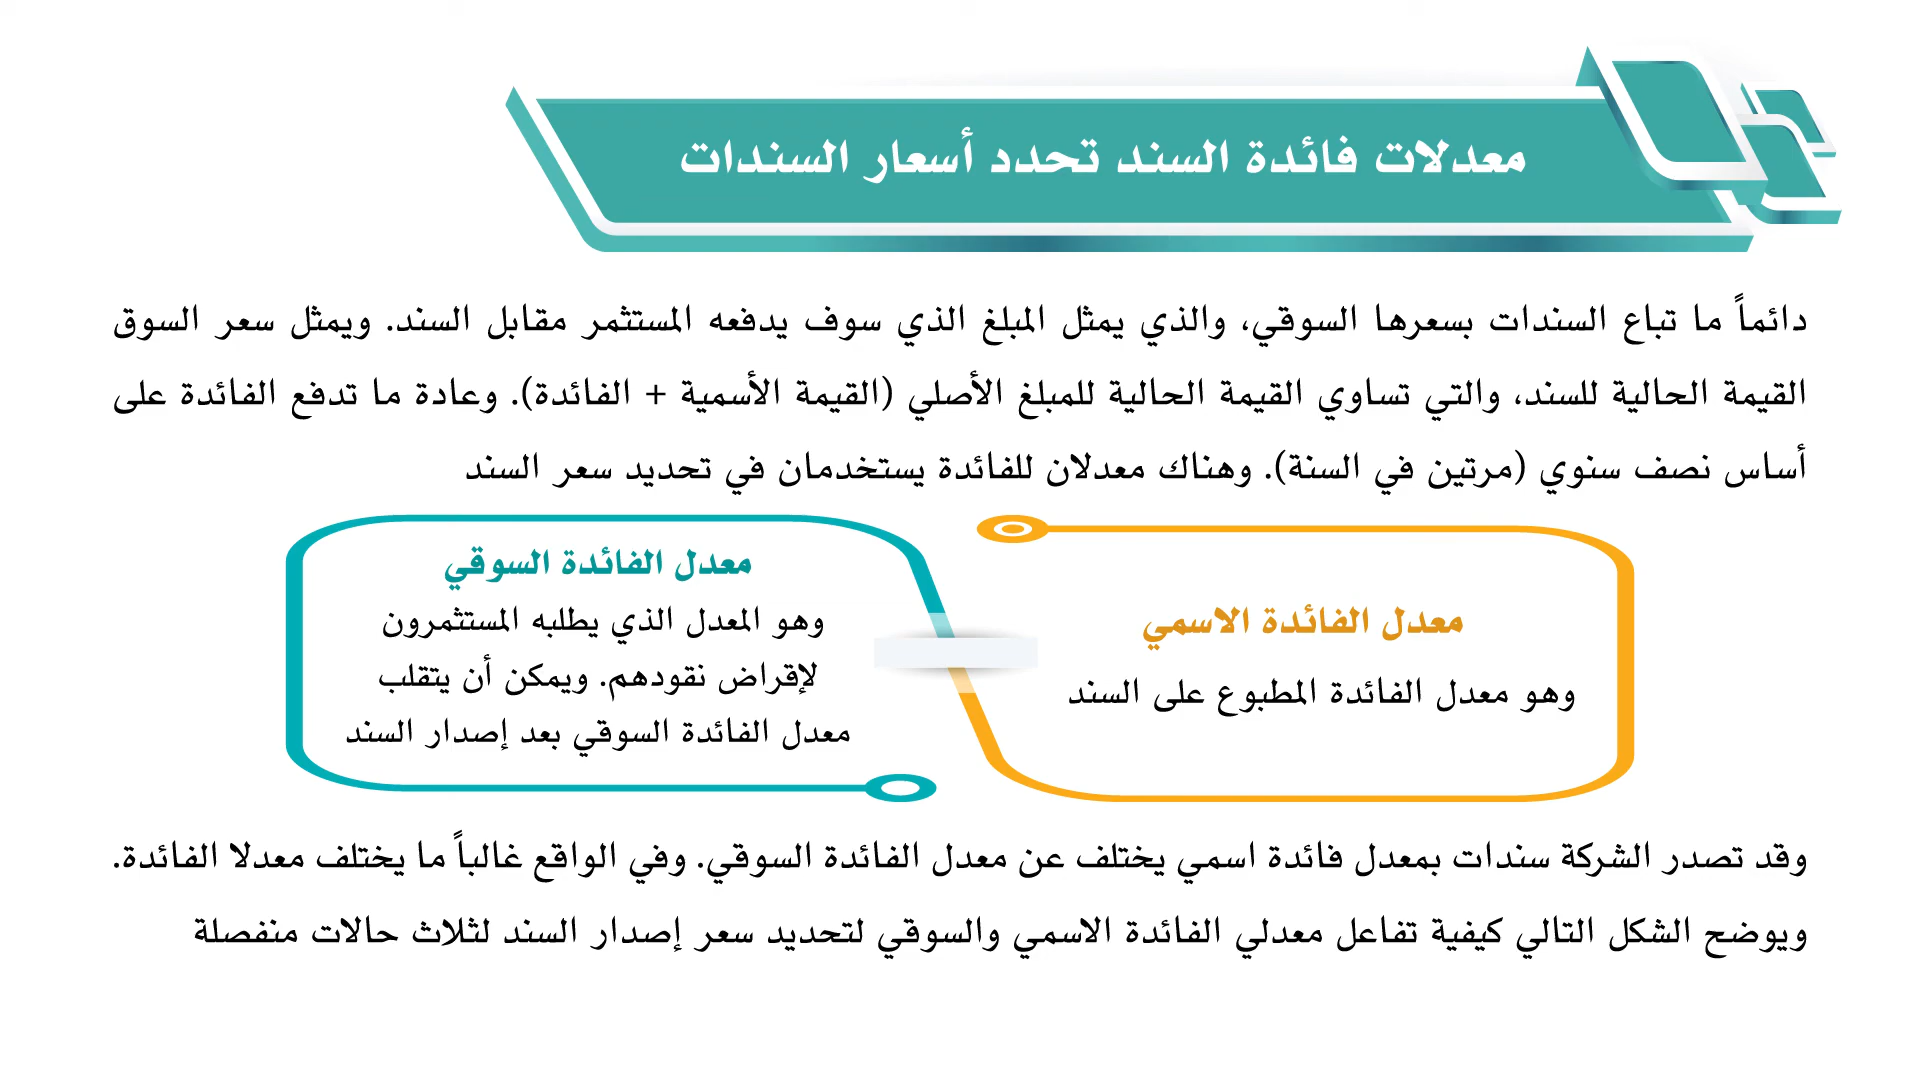 معدلات فائدة السند تحدد أسعار السندات
دائماً ما تباع السندات بسعرها السوقي، والذي يمثل المبلغ الذي سوف يدفعه المستثمر مقابل السند. ويمثل سعر السوق
القيمة الحالية للسند، والتي تساوي القيمة الحالية للمبلغ الأصلي (القيمة الأسمية + الفائدة). وعادة ما تدفع الفائدة على
أساس نصف سنوي (مرتين في السنة). وهناك معدلان للفائدة يستخدمان في تحديد سعر السند
معدل الفائدة الاسمي
وهو معدل الفائدة المطبوع على السند
معدل الفائدة السوقي
وهو المعدل الذي يطلبه المستثمرون
لإقراض نقودهم. ويمكن أن يتقلب
معدل الفائدة السوقي بعد إصدار السند
وقد تصدر الشركة سندات بمعدل فائدة اسمي يختلف عن معدل الفائدة السوقي. وفي الواقع غالباً ما يختلف معدلا الفائدة.
ويوضح الشكل التالي كيفية تفاعل معدلي الفائدة الاسمي والسوقي لتحديد سعر إصدار السند لثلاث حالات منفصلة